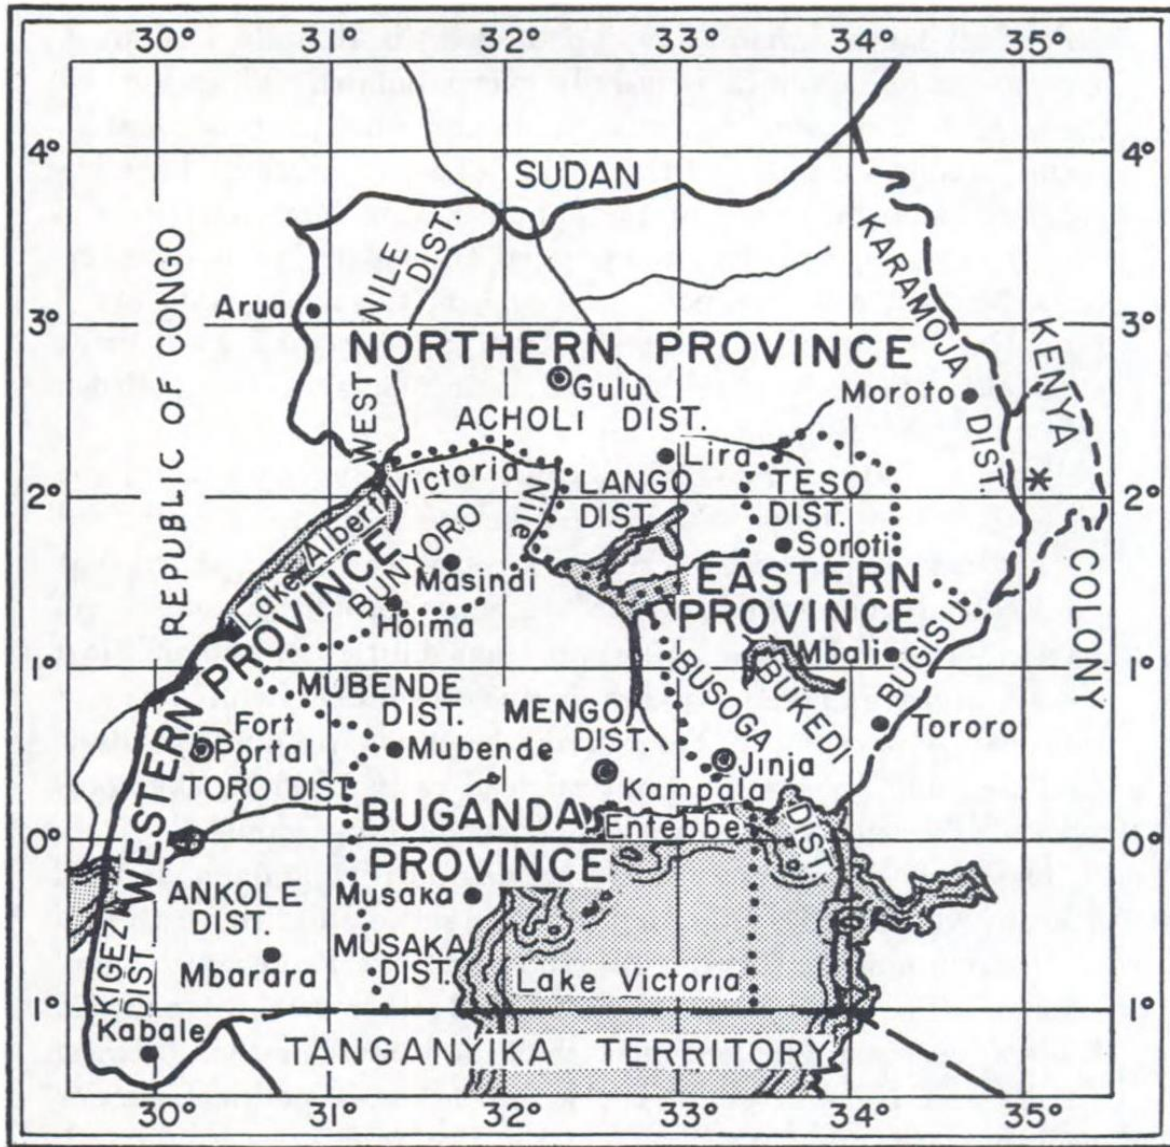 30° 31° 32° 33° 34° 35°
4° 4°
SUDAN
REPUBLIC OF CONGO
WEST NILE
DIST.
KARAMOJA
DIST.
KENYA
COLONY
Arua
3° 3°
NORTHERN PROVINCE
Gulu
Moroto
ACHOLI DIST.
Lira
Victoria
Nile
2° *
2°
LANGO
DIST.
TESO
DIST.
Lake Albert
BUNYORO
Soroti
Masindi
EASTERN
PROVINCE
Hoima
WESTERN PROVINCE
1° 1°
Mbali
BUGISU
MUBENDE
DIST.
MENGO
DIST.
BUSOGA
BUKEDI
DIST
Tororo
Fort
Portal
Mubende
Jinja
TORO DIST.
Kampala
BUGANDA
PROVINCE
Entebbe
0° 0°
ANKOLE
DIST.
Musaka
KIGEZI
DIST.
MUSAKA
DIST.
Mbarara
Lake Victoria
1° 1°
Kabale
TANGANYIKA TERRITORY
30° 31° 32° 33° 34° 35°